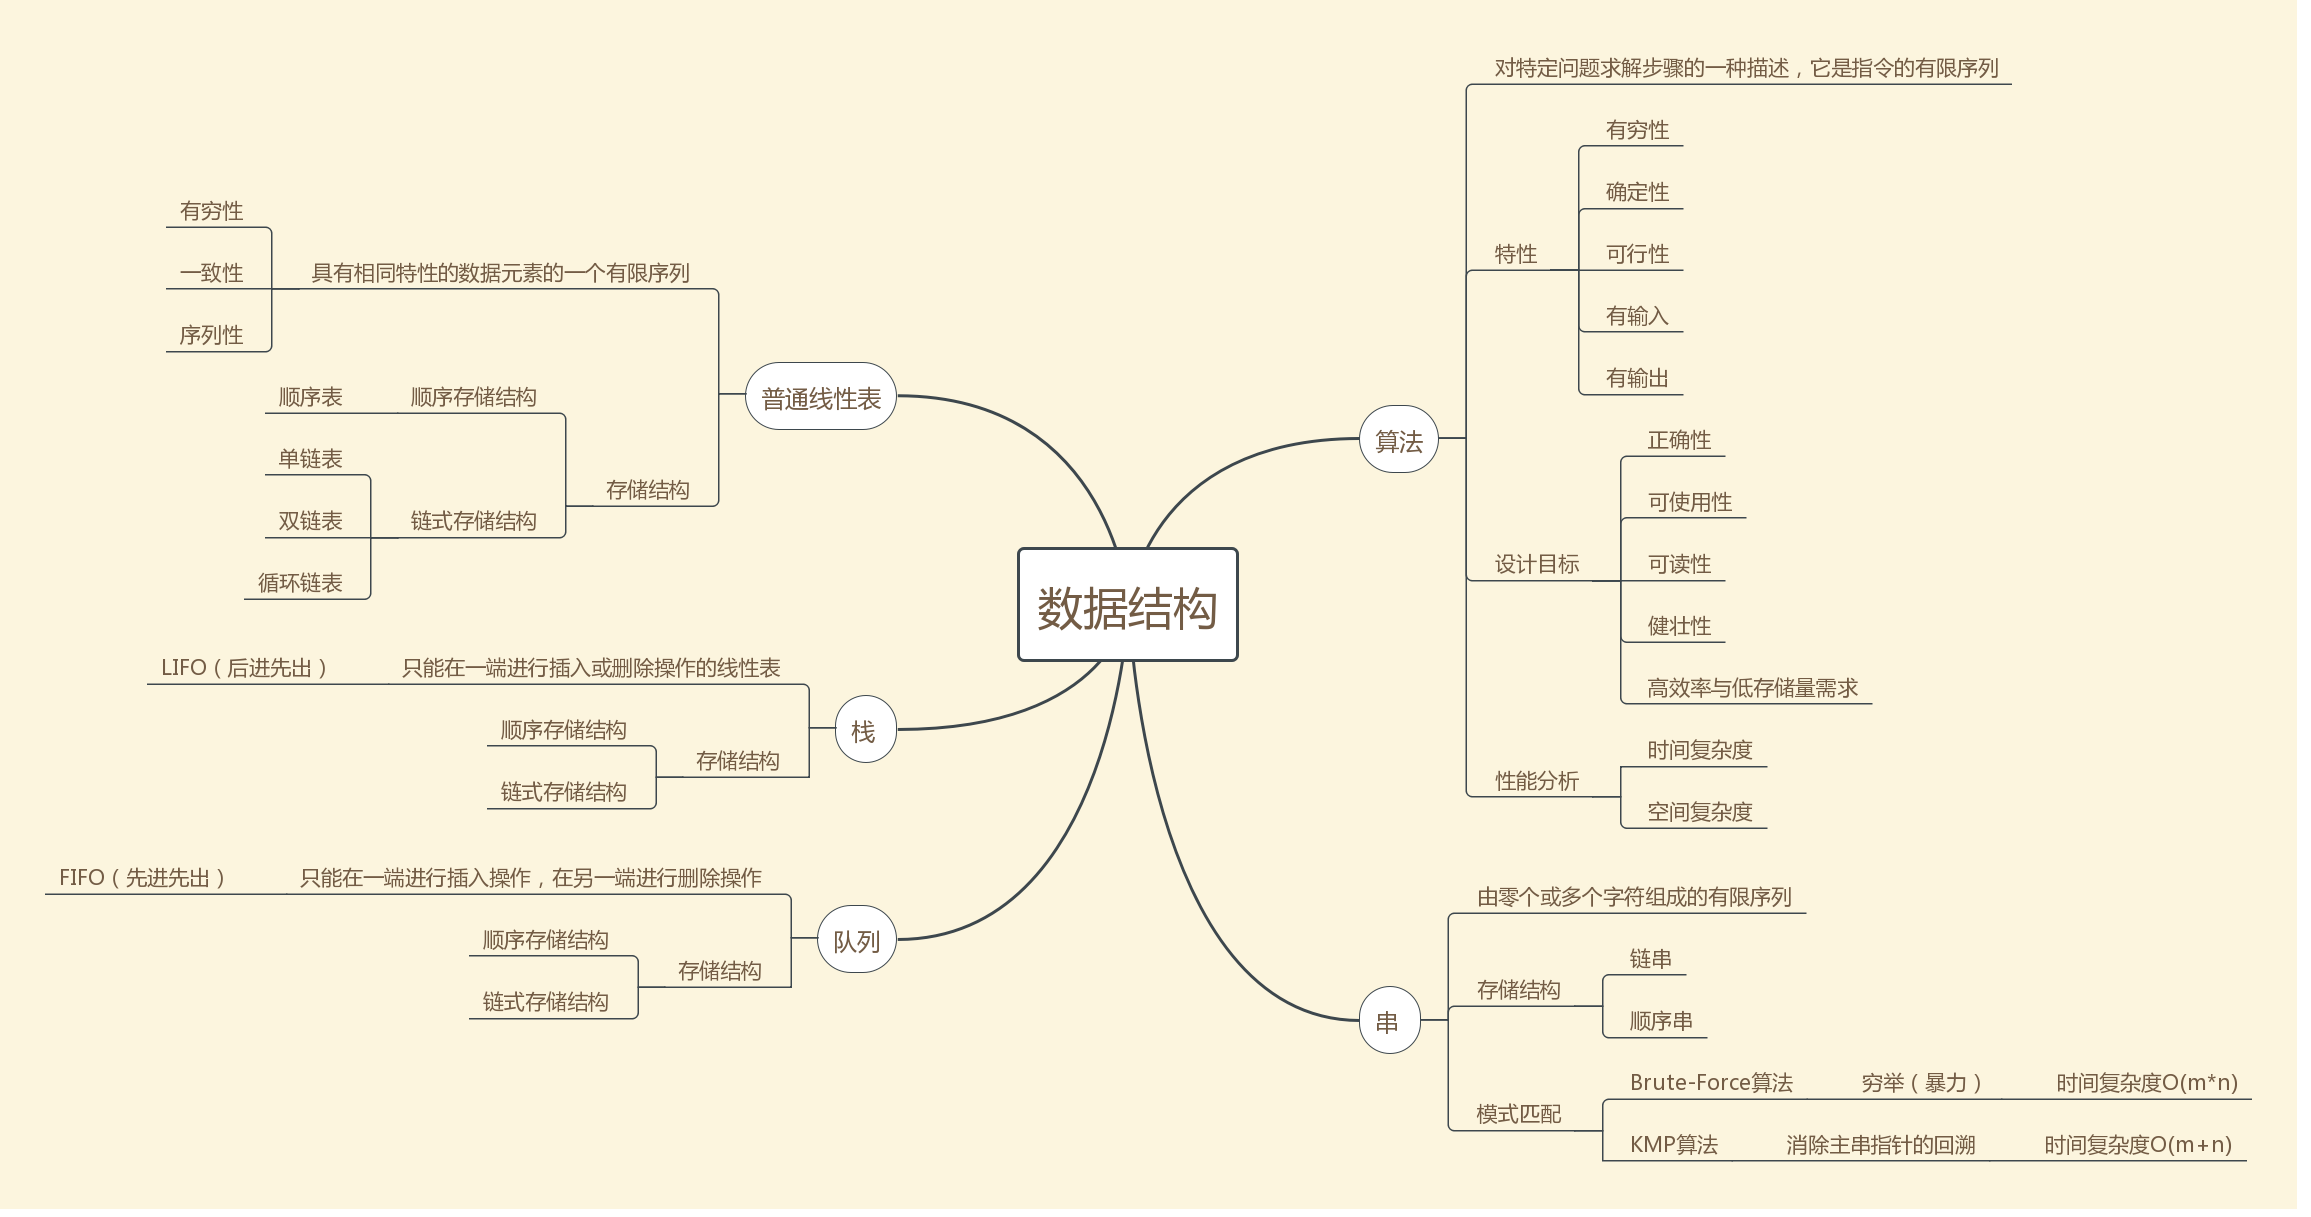 数据结构
算法
对特定问题求解步骤的一种描述，它是指令的有限序列
特性
有穷性
确定性
可行性
有输入
有输出
设计目标
正确性
可使用性
可读性
健壮性
高效率与低存储量需求
性能分析
时间复杂度
空间复杂度
串
由零个或多个字符组成的有限序列
存储结构
链串
顺序串
模式匹配
Brute-Force算法
穷举（暴力）
时间复杂度O(m*n)
KMP算法
消除主串指针的回溯
时间复杂度O(m+n)
普通线性表
具有相同特性的数据元素的一个有限序列
有穷性
一致性
序列性
存储结构
顺序存储结构
顺序表
链式存储结构
单链表
双链表
循环链表
栈
只能在一端进行插入或删除操作的线性表
LIFO（后进先出）
存储结构
顺序存储结构
链式存储结构
队列
只能在一端进行插入操作，在另一端进行删除操作
FIFO（先进先出）
存储结构
顺序存储结构
链式存储结构